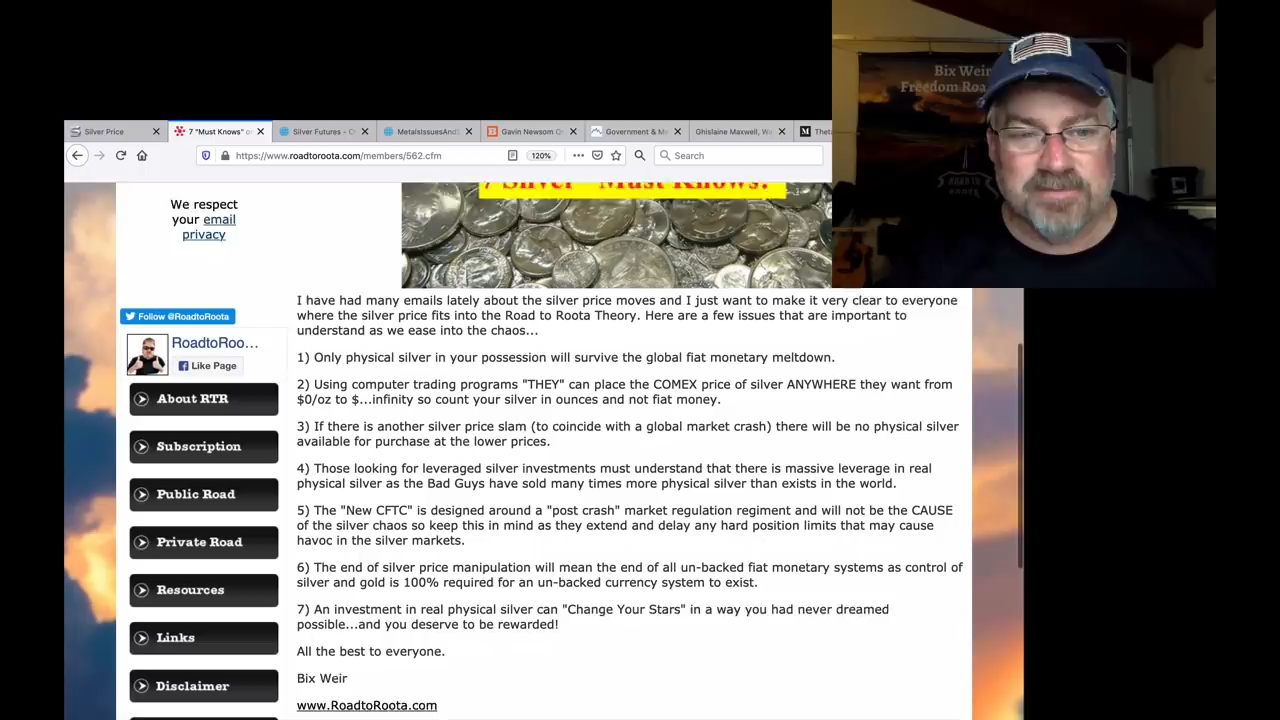 Bix Weir
Freedom Roa
Silver Price
7 "Must Knows" o
Silver Futures - C
MetalsIssuesAnd
Gavin Newsom O
Government & M
Ghislaine Maxwell, W
Thet
https://www.roadtoroota.com/members/562.cfm
120%
Search
7 Silver "Must Knows!"
We respect
your email
privacy
Follow @RoadtoRoota
RoadtoRoo...
Like Page
About RTR
Subscription
Public Road
Private Road
Resources
Links
Disclaimer
I have had many emails lately about the silver price moves and I just want to make it very clear to everyone
where the silver price fits into the Road to Roota Theory. Here are a few issues that are important to
understand as we ease into the chaos...
1) Only physical silver in your possession will survive the global fiat monetary meltdown.
2) Using computer trading programs "THEY" can place the COMEX price of silver ANYWHERE they want from
$0/oz to $...infinity so count your silver in ounces and not fiat money.
3) If there is another silver price slam (to coincide with a global market crash) there will be no physical silver
available for purchase at the lower prices.
4) Those looking for leveraged silver investments must understand that there is massive leverage in real
physical silver as the Bad Guys have sold many times more physical silver than exists in the world.
5) The "New CFTC" is designed around a "post crash" market regulation regiment and will not be the CAUSE
of the silver chaos so keep this in mind as they extend and delay any hard position limits that may cause
havoc in the silver markets.
6) The end of silver price manipulation will mean the end of all un-backed fiat monetary systems as control of
silver and gold is 100% required for an un-backed currency system to exist.
7) An investment in real physical silver can "Change Your Stars" in a way you had never dreamed
possible...and you deserve to be rewarded!
All the best to everyone.
Bix Weir
www.RoadtoRoota.com